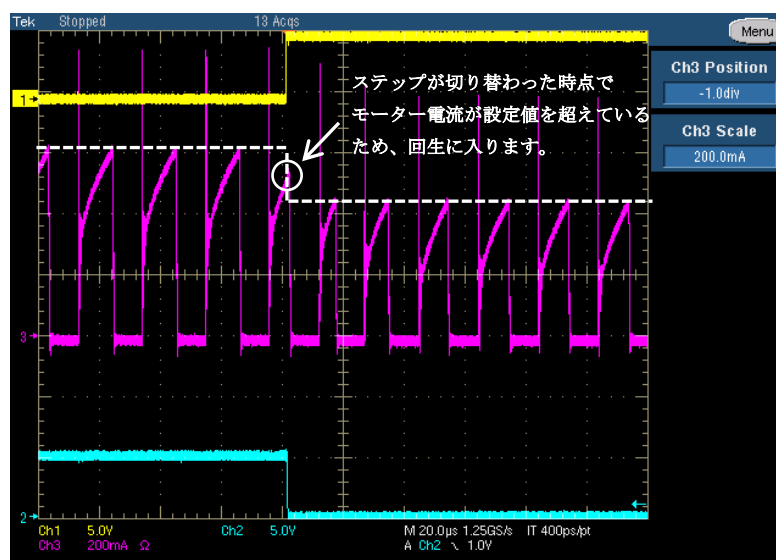 Tek Stopped 13 Acqs
Menu
Ch3 Position
-1.0div
Ch3 Scale
200.0mA
ステップが切り替わった時点で
モーター電流が設定値を超えている
ため、回生に入ります。
1
3
2
Ch1 5.0V Ch2 5.0V M 20.0µs 1.25GS/s IT 400ps/pt
Ch3 200mA Ω A Ch2 ∖ 1.0V